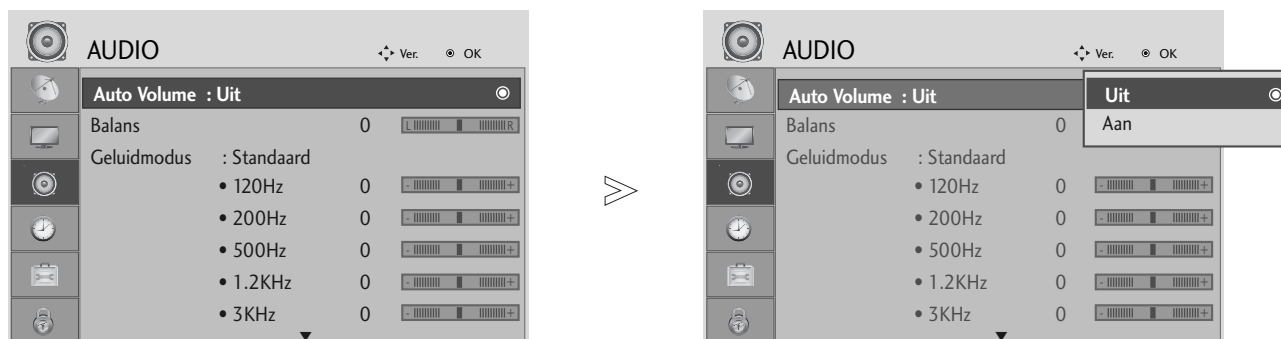 AUDIO Ver. OK
Auto Volume : Uit
Balans 0 L R
Geluidmodus : Standaard
• 120Hz 0 - +
• 200Hz 0 - +
• 500Hz 0 - +
• 1.2KHz 0 - +
• 3KHz 0 - +
AUDIO Ver. OK
Auto Volume : Uit
Uit
Aan
Balans 0
Geluidmodus : Standaard
• 120Hz 0 - +
• 200Hz 0 - +
• 500Hz 0 - +
• 1.2KHz 0 - +
• 3KHz 0 - +